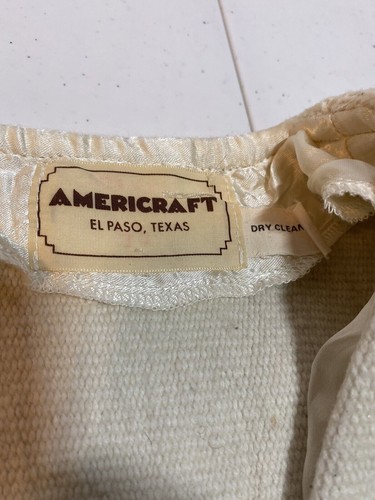 AMERICRAFT
EL PASO, TEXAS
DRY CLEAN